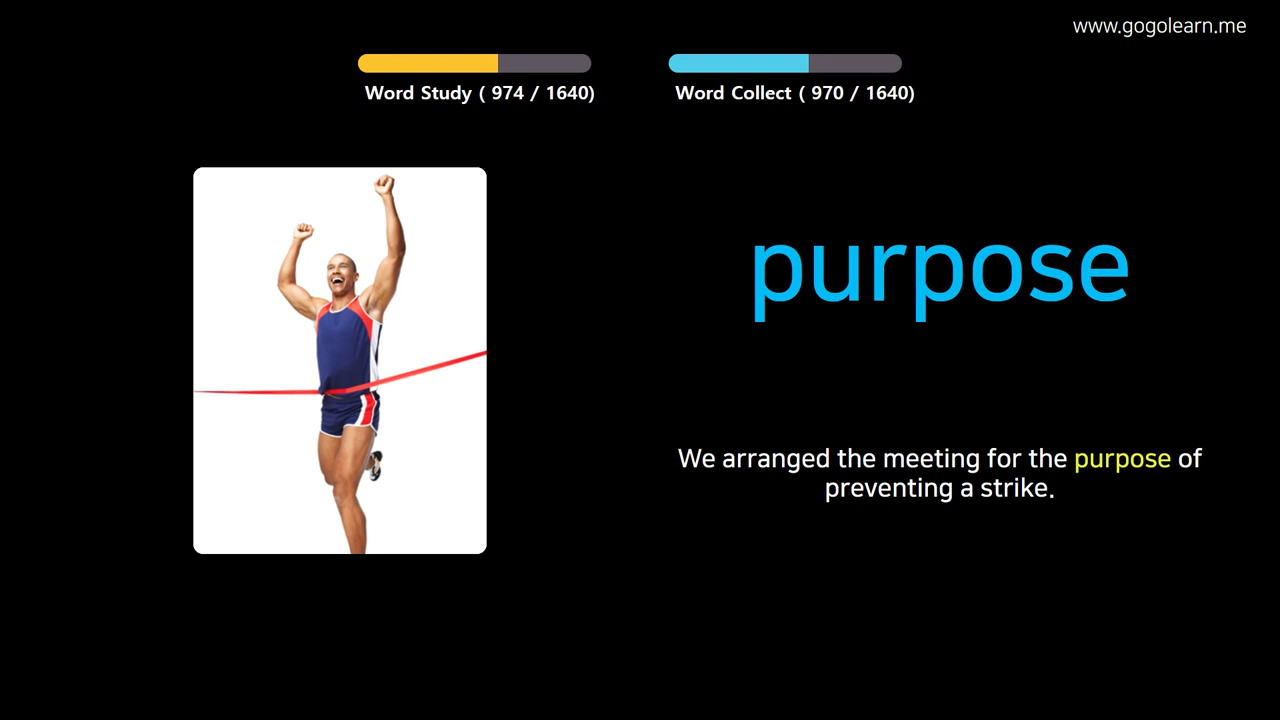 www.gogolearn.me
Word Study ( 974 / 1640)
Word Collect ( 970 / 1640)
purpose
We arranged the meeting for the purpose of
preventing a strike.